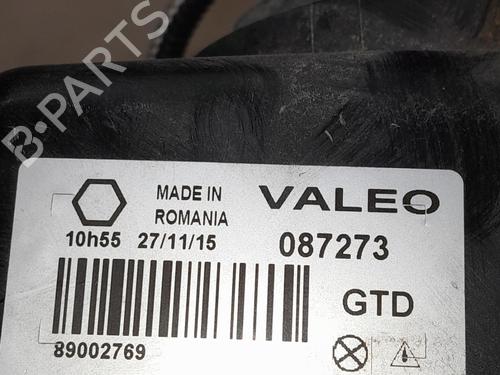 B-PARTS
MADE IN VALEO
ROMANIA
10h55 27/11/15 087273
GTD
89002769